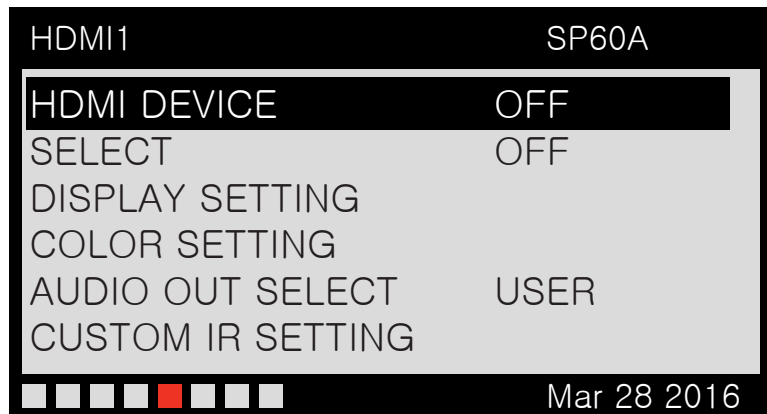 HDMI1 SP60A
HDMI DEVICE OFF
SELECT OFF
DISPLAY SETTING
COLOR SETTING
AUDIO OUT SELECT USER
CUSTOM IR SETTING
Mar 28 2016